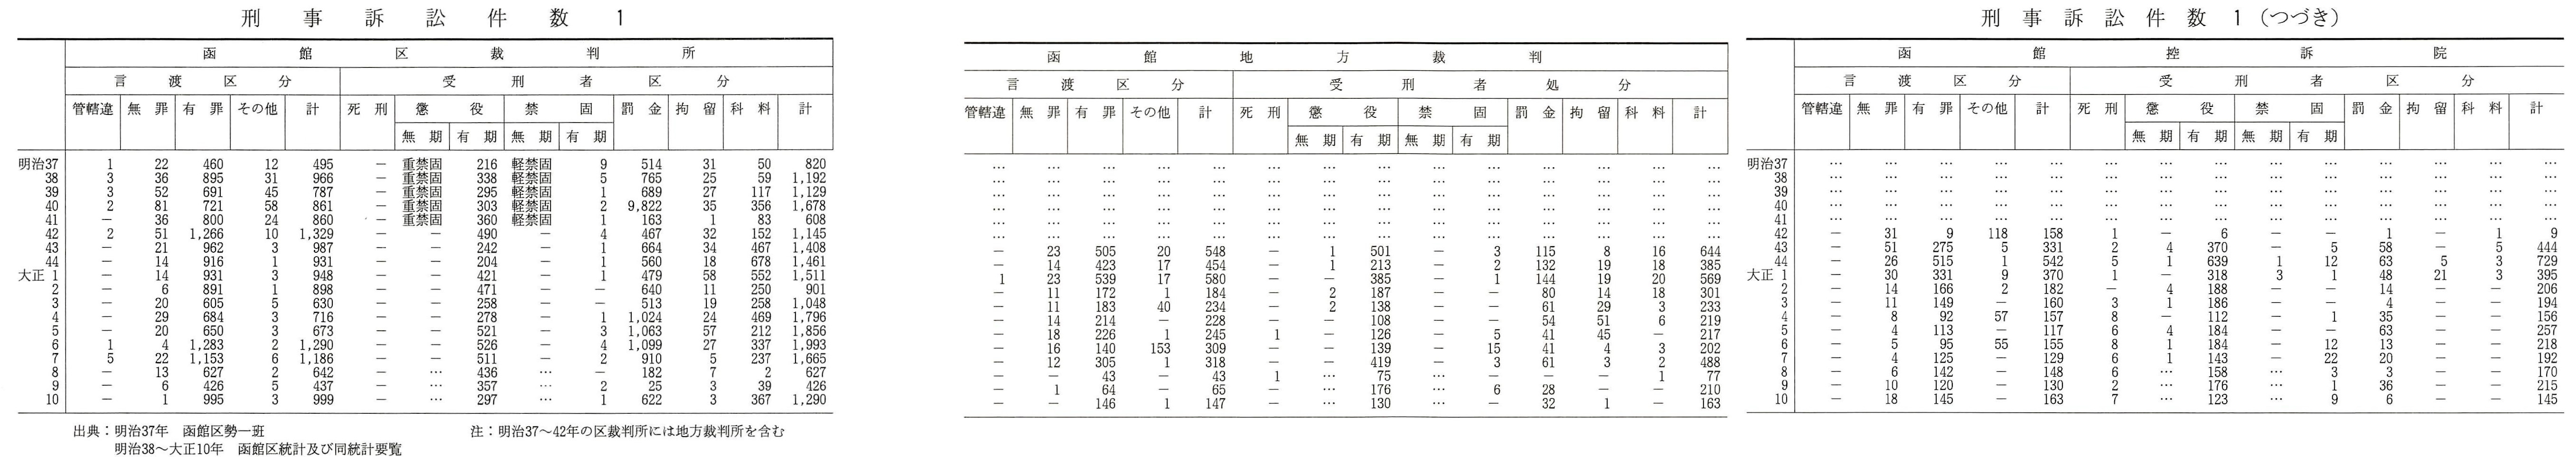 刑事訴訟件数 1
函館区裁判所
言渡区分 受刑者区分
管轄違 無罪 有罪 その他 計 死刑 懲役 禁固 罰金 拘留 科料 計
無期 有期 無期 有期
明治37 1 22 460 12 495 － 重禁固 216 軽禁固 9 514 31 50 820
38 3 36 895 31 966 － 重禁固 338 軽禁固 5 765 25 59 1,192
39 3 52 691 45 787 － 重禁固 295 軽禁固 1 689 27 117 1,129
40 2 81 721 58 861 － 重禁固 303 軽禁固 2 9,822 35 356 1,678
41 － 36 800 24 860 － 重禁固 360 軽禁固 1 163 1 83 608
42 2 51 1,266 10 1,329 － － 490 － 4 467 32 152 1,145
43 － 21 962 3 987 － － 242 － 1 664 34 467 1,408
44 － 14 916 1 931 － － 204 － 1 560 18 678 1,461
大正 1 － 14 931 3 948 － － 421 － 1 479 58 552 1,511
2 － 6 891 1 898 － － 471 － － 640 11 250 901
3 － 20 605 5 630 － － 258 － － 513 19 258 1,048
4 － 29 684 3 716 － － 278 － 1 1,024 24 469 1,796
5 － 20 650 3 673 － － 521 － 3 1,063 57 212 1,856
6 1 4 1,283 2 1,290 － － 526 － 4 1,099 27 337 1,993
7 5 22 1,153 6 1,186 － － 511 － 2 910 5 237 1,665
8 － 13 627 2 642 － … 436 … － 182 7 2 627
9 － 6 426 5 437 － … 357 … 2 25 3 39 426
10 － 1 995 3 999 － … 297 … 1 622 3 367 1,290
出典：明治37年 函館区勢一班
明治38～大正10年 函館区統計及び同統計要覧
注：明治37～42年の区裁判所には地方裁判所を含む
函館地方裁判
言渡区分 受刑者処分
管轄違 無罪 有罪 その他 計 死刑 懲役 禁固 罰金 拘留 科料 計
無期 有期 無期 有期
… … … … … … … … … … … … … …
… … … … … … … … … … … … … …
… … … … … … … … … … … … … …
… … … … … … … … … … … … … …
… … … … … … … … … … … … … …
… … … … … … … … … … … … … …
－ 23 505 20 548 － 1 501 － 3 115 8 16 644
－ 14 423 17 454 － 1 213 － 2 132 19 18 385
1 23 539 17 580 － － 385 － 1 144 19 20 569
－ 11 172 1 184 － 2 187 － － 80 14 18 301
－ 11 183 40 234 － 2 138 － － 61 29 3 233
－ 14 214 － 228 － － 108 － － 54 51 6 219
－ 18 226 1 245 1 － 126 － 5 41 45 － 217
－ 16 140 153 309 － － 139 － 15 41 4 3 202
－ 12 305 1 318 － － 419 － 3 61 3 2 488
－ － 43 － 43 1 … 75 … － － － 1 77
－ 1 64 － 65 － … 176 … 6 28 － － 210
－ － 146 1 147 － … 130 … － 32 1 － 163
刑事訴訟件数 1（つづき）
函館控訴院
言渡区分 受刑者区分
管轄違 無罪 有罪 その他 計 死刑 懲役 禁固 罰金 拘留 科料 計
無期 有期 無期 有期
明治37 … … … … … … … … … … … … … …
38 … … … … … … … … … … … … … …
39 … … … … … … … … … … … … … …
40 … … … … … … … … … … … … … …
41 … … … … … … … … … … … … … …
42 － 31 9 118 158 1 － 6 － － 1 － 1 9
43 － 51 275 5 331 2 4 370 － 5 58 － 5 444
44 － 26 515 1 542 5 1 639 1 12 63 5 3 729
大正 1 － 30 331 9 370 1 － 318 3 1 48 21 3 395
2 － 14 166 2 182 － 4 188 － － 14 － － 206
3 － 11 149 － 160 3 1 186 － － 4 － － 194
4 － 8 92 57 157 8 － 112 － 1 35 － － 156
5 － 4 113 － 117 6 4 184 － － 63 － － 257
6 － 5 95 55 155 8 1 184 － 12 13 － － 218
7 － 4 125 － 129 6 1 143 － 22 20 － － 192
8 － 6 142 － 148 6 … 158 … 3 3 － － 170
9 － 10 120 － 130 2 … 176 … 1 36 － － 215
10 － 18 145 － 163 7 … 123 … 9 6 － － 145